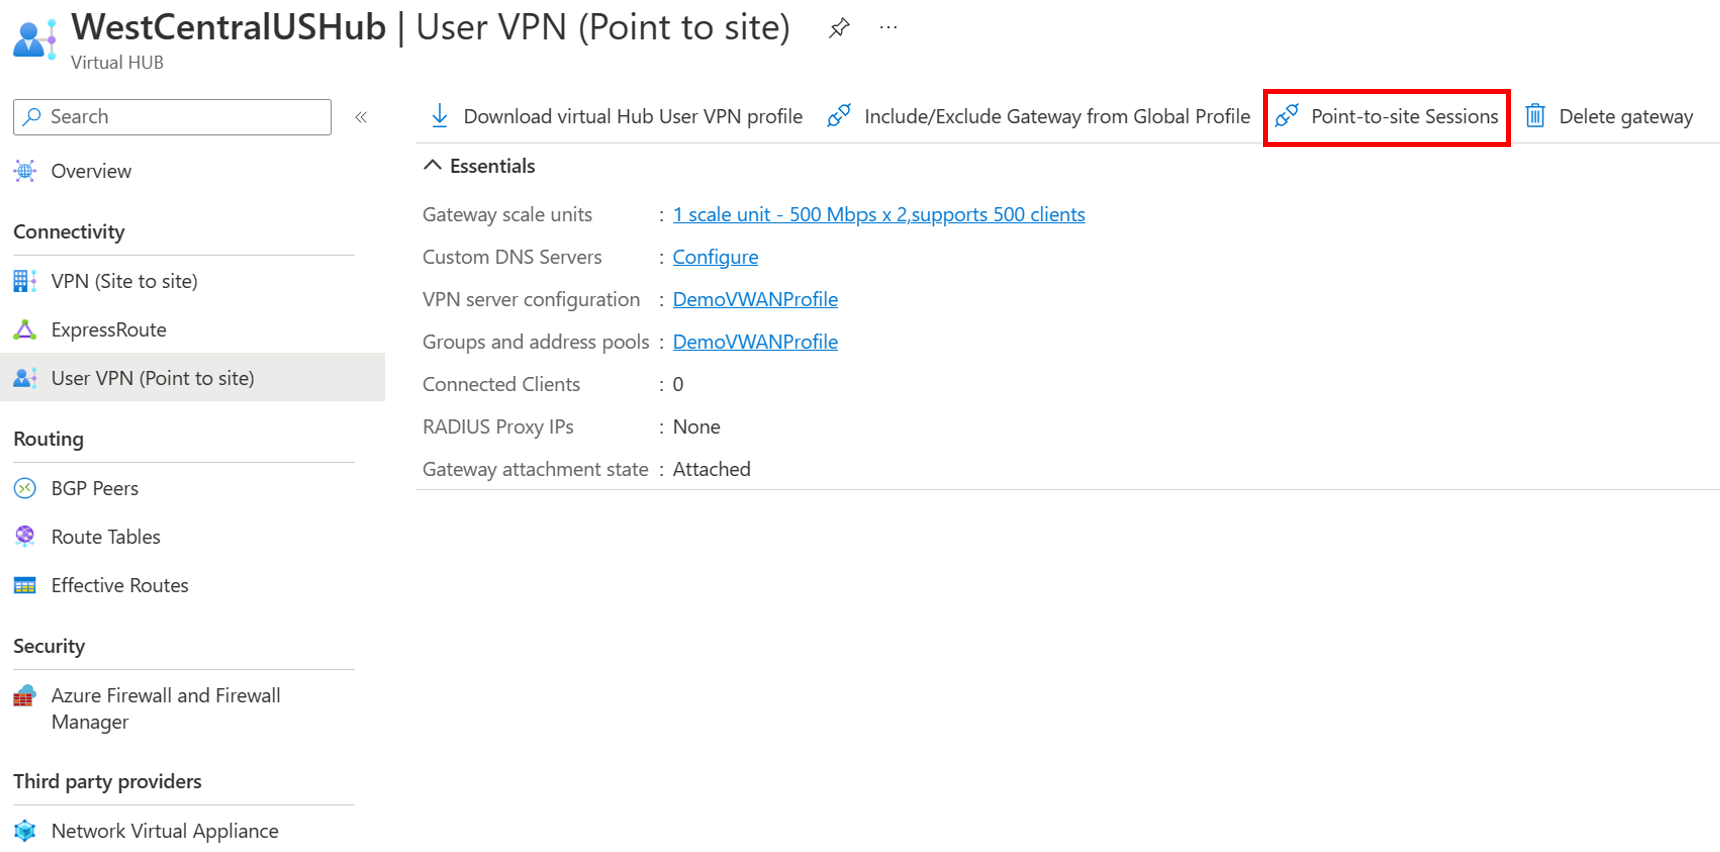 WestCentralUSHub | User VPN (Point to site) ...
Virtual HUB
Search «
Download virtual Hub User VPN profile Include/Exclude Gateway from Global Profile Point-to-site Sessions Delete gateway
Overview
Connectivity
VPN (Site to site)
ExpressRoute
User VPN (Point to site)
Routing
BGP Peers
Route Tables
Effective Routes
Security
Azure Firewall and Firewall
Manager
Third party providers
Network Virtual Appliance
Essentials
Gateway scale units : 1 scale unit - 500 Mbps x 2,supports 500 clients
Custom DNS Servers : Configure
VPN server configuration : DemoVWANProfile
Groups and address pools : DemoVWANProfile
Connected Clients : 0
RADIUS Proxy IPs : None
Gateway attachment state : Attached